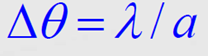 Δθ = λ / a